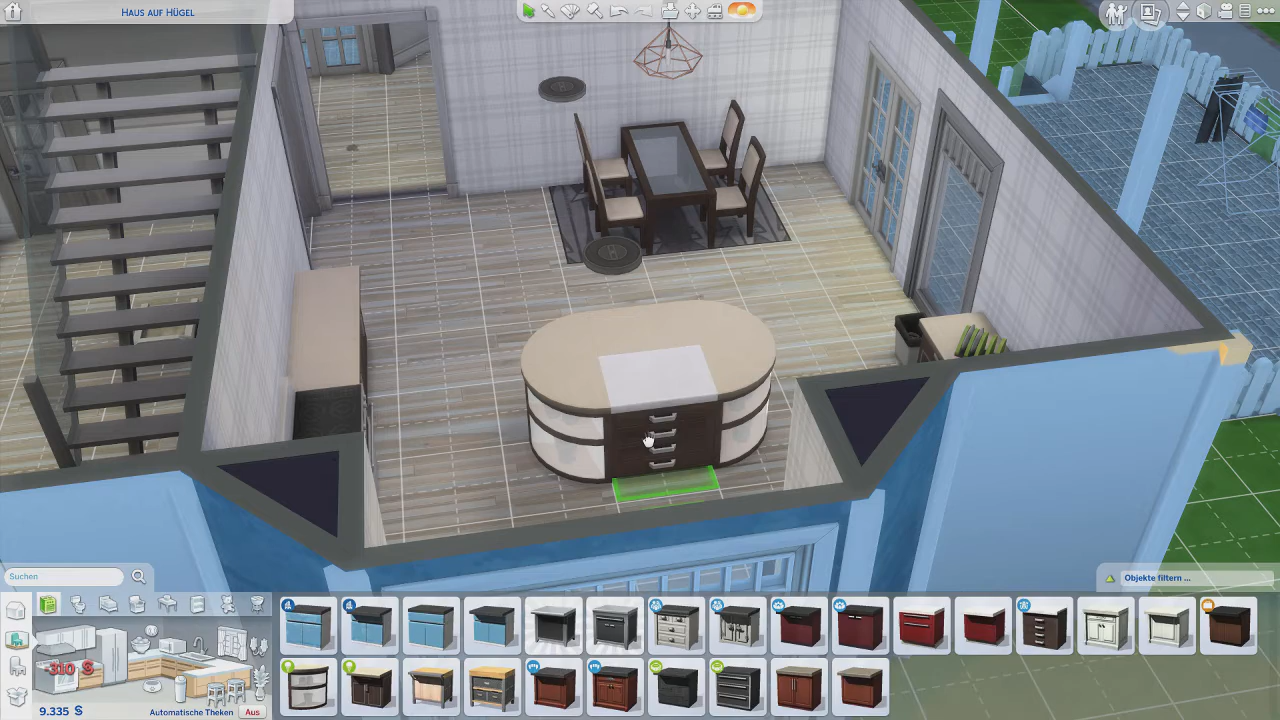 HAUS AUF HÜGEL
Suchen
Objekte filtern ...
-310 $
9.335 $
Automatische Theken
Aus